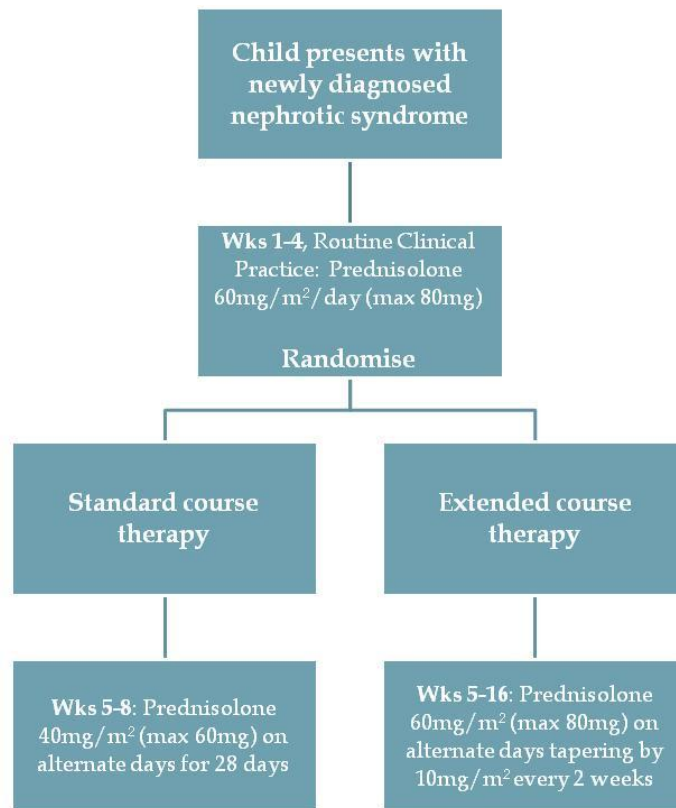 Child presents with
newly diagnosed
nephrotic syndrome
Wks 1-4, Routine Clinical
Practice: Prednisolone
60mg/m²/day (max 80mg)
Randomise
Standard course
therapy
Extended course
therapy
Wks 5-8: Prednisolone
40mg/m² (max 60mg) on
alternate days for 28 days
Wks 5-16: Prednisolone
60mg/m² (max 80mg) on
alternate days tapering by
10mg/m² every 2 weeks